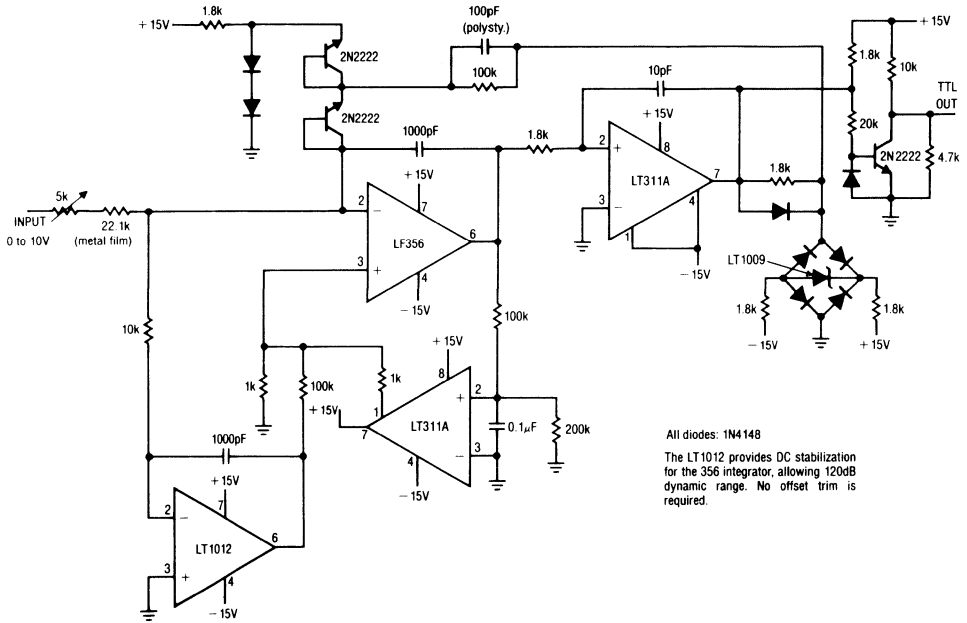 +15V
1.8k
2N2222
2N2222
100pF
(polysty.)
100k
1000pF
1.8k
10pF
+15V
2
+
8
LT311A
7
3
−
4
1
−15V
1.8k
+15V
1.8k
10k
TTL
OUT
20k
2N2222
4.7k
5k
INPUT
0 to 10V
22.1k
(metal film)
+15V
2
−
7
LF356
6
3
+
4
−15V
LT1009
1.8k
1.8k
−15V
+15V
10k
100k
+15V
1k
100k
1k
8
2
+
+15V
1
LT311A
7
0.1µF
200k
4
−
3
−15V
1000pF
+15V
2
−
7
LT1012
6
3
+
4
−15V
All diodes: 1N4148
The LT1012 provides DC stabilization
for the 356 integrator, allowing 120dB
dynamic range. No offset trim is
required.